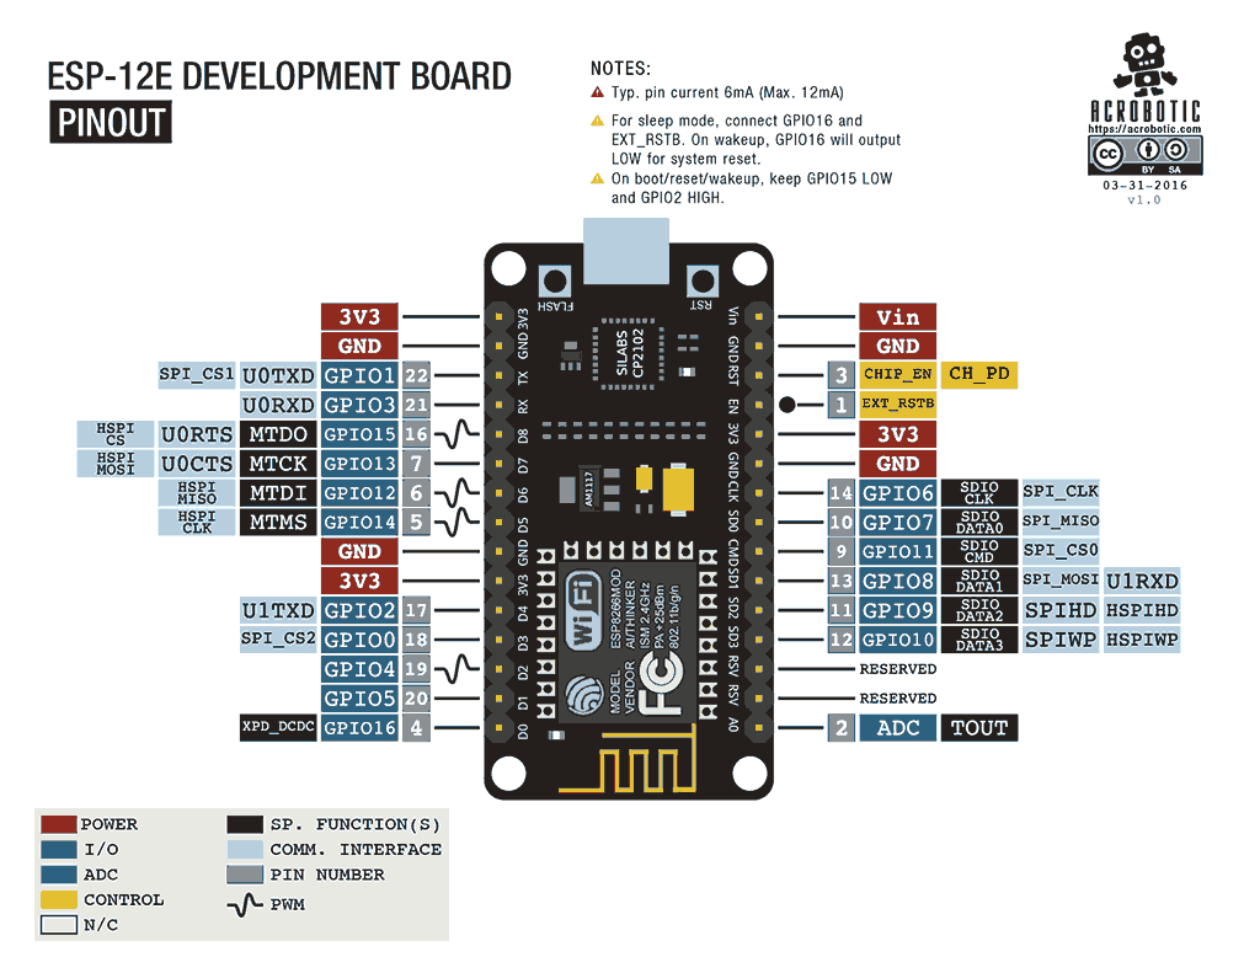 ESP-12E DEVELOPMENT BOARD
PINOUT
NOTES:
Typ. pin current 6mA (Max. 12mA)
For sleep mode, connect GPIO16 and
EXT_RSTB. On wakeup, GPIO16 will output
LOW for system reset.
On boot/reset/wakeup, keep GPIO15 LOW
and GPIO2 HIGH.
ACROBOTIC
https://acrobotic.com
cc BY SA
03-31-2016
v1.0
FLASH
RST
SILABS
CP2102
AM1117
3V3 3V3
GND GND
SPI_CS1 U0TXD GPIO1 22 TX
U0RXD GPIO3 21 RX
HSPI CS U0RTS MTDO GPIO15 16 D8
HSPI MOSI U0CTS MTCK GPIO13 7 D7
HSPI MISO MTDI GPIO12 6 D6
HSPI CLK MTMS GPIO14 5 D5
GND GND
3V3 3V3
U1TXD GPIO2 17 D4
SPI_CS2 GPIO0 18 D3
GPIO4 19 D2
GPIO5 20 D1
XPD_DCDC GPIO16 4 D0
Vin Vin
GND GND
RST 3 CHIP_EN CH_PD
EN 1 EXT_RSTB
3V3 3V3
GND GND
CLK 14 GPIO6 SDIO CLK SPI_CLK
SD0 10 GPIO7 SDIO DATA0 SPI_MISO
CMD 9 GPIO11 SDIO CMD SPI_CS0
SD1 13 GPIO8 SDIO DATA1 SPI_MOSI U1RXD
SD2 11 GPIO9 SDIO DATA2 SPIHD HSPIHD
SD3 12 GPIO10 SDIO DATA3 SPIWP HSPIWP
RSV RESERVED
RSV RESERVED
A0 2 ADC TOUT
WiFi
MODEL
VENDOR
ESP8266MOD
AI/THINKER
ISM 2.4GHz
PA +25dBm
802.11b/g/n
FC
POWER
I/O
ADC
CONTROL
N/C
SP. FUNCTION(S)
COMM. INTERFACE
PIN NUMBER
PWM